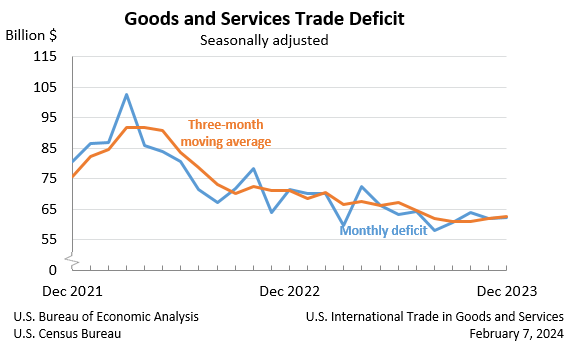 Goods and Services Trade Deficit
Billion $
Seasonally adjusted
115
105
95
85
75
65
55
0
Three-month
moving average
Monthly deficit
Dec 2021
Dec 2022
Dec 2023
U.S. Bureau of Economic Analysis
U.S. Census Bureau
U.S. International Trade in Goods and Services
February 7, 2024